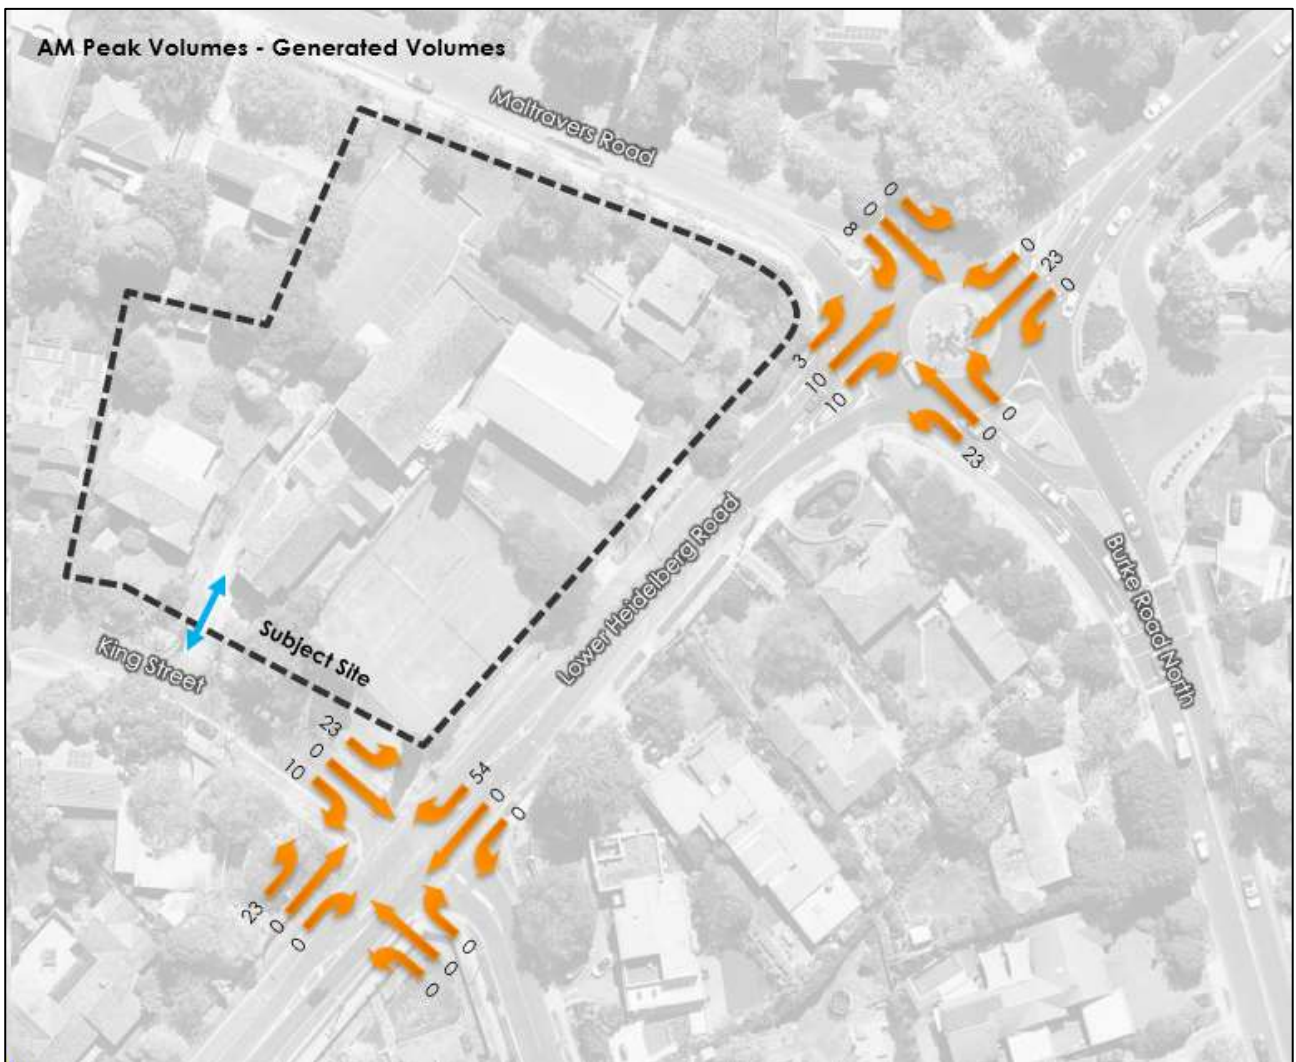 AM Peak Volumes - Generated Volumes
Maltravers Road
8 0 0
0 23 0
3 10 10
0
0
23
Lower Heidelberg Road
Burke Road North
King Street
Subject Site
23
0
10
54 0 0
23 0 0
0
0
0